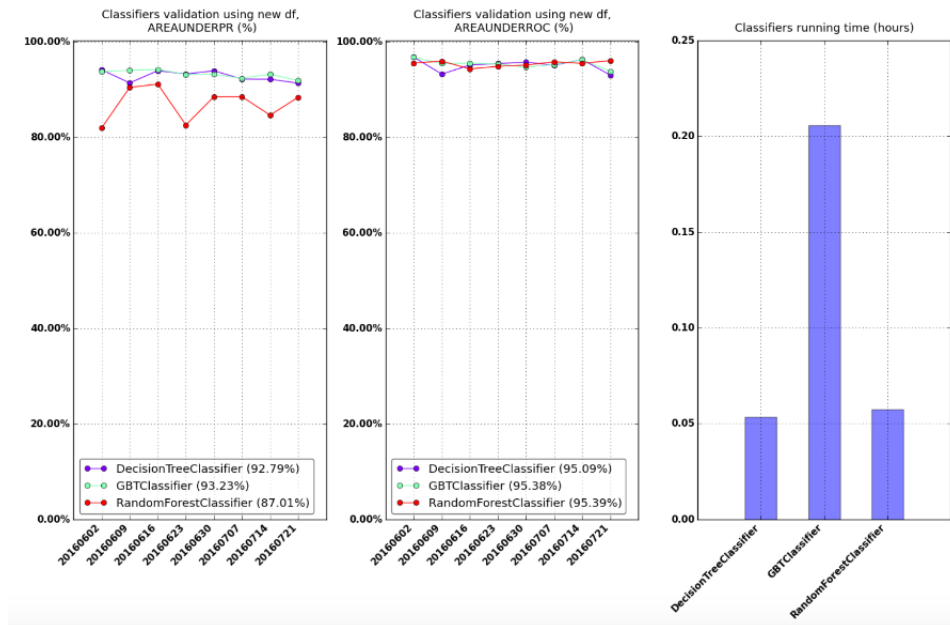 Classifiers validation using new df,
AREAUNDERPR (%)
100.00%
80.00%
60.00%
40.00%
20.00%
0.00%
DecisionTreeClassifier (92.79%)
GBTClassifier (93.23%)
RandomForestClassifier (87.01%)
20160602
20160609
20160616
20160623
20160630
20160707
20160714
20160721
Classifiers validation using new df,
AREAUNDERROC (%)
100.00%
80.00%
60.00%
40.00%
20.00%
0.00%
DecisionTreeClassifier (95.09%)
GBTClassifier (95.38%)
RandomForestClassifier (95.39%)
20160602
20160609
20160616
20160623
20160630
20160707
20160714
20160721
Classifiers running time (hours)
0.25
0.20
0.15
0.10
0.05
0.00
DecisionTreeClassifier
GBTClassifier
RandomForestClassifier